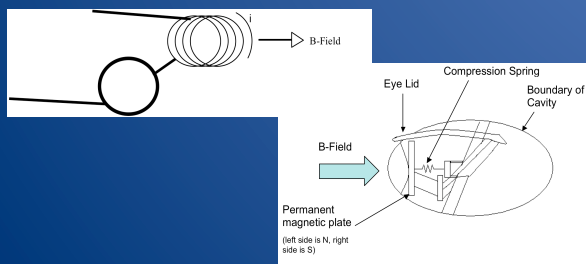 i
B-Field
Compression Spring
Eye Lid
Boundary of
Cavity
B-Field
Permanent
magnetic plate
(left side is N, right
side is S)